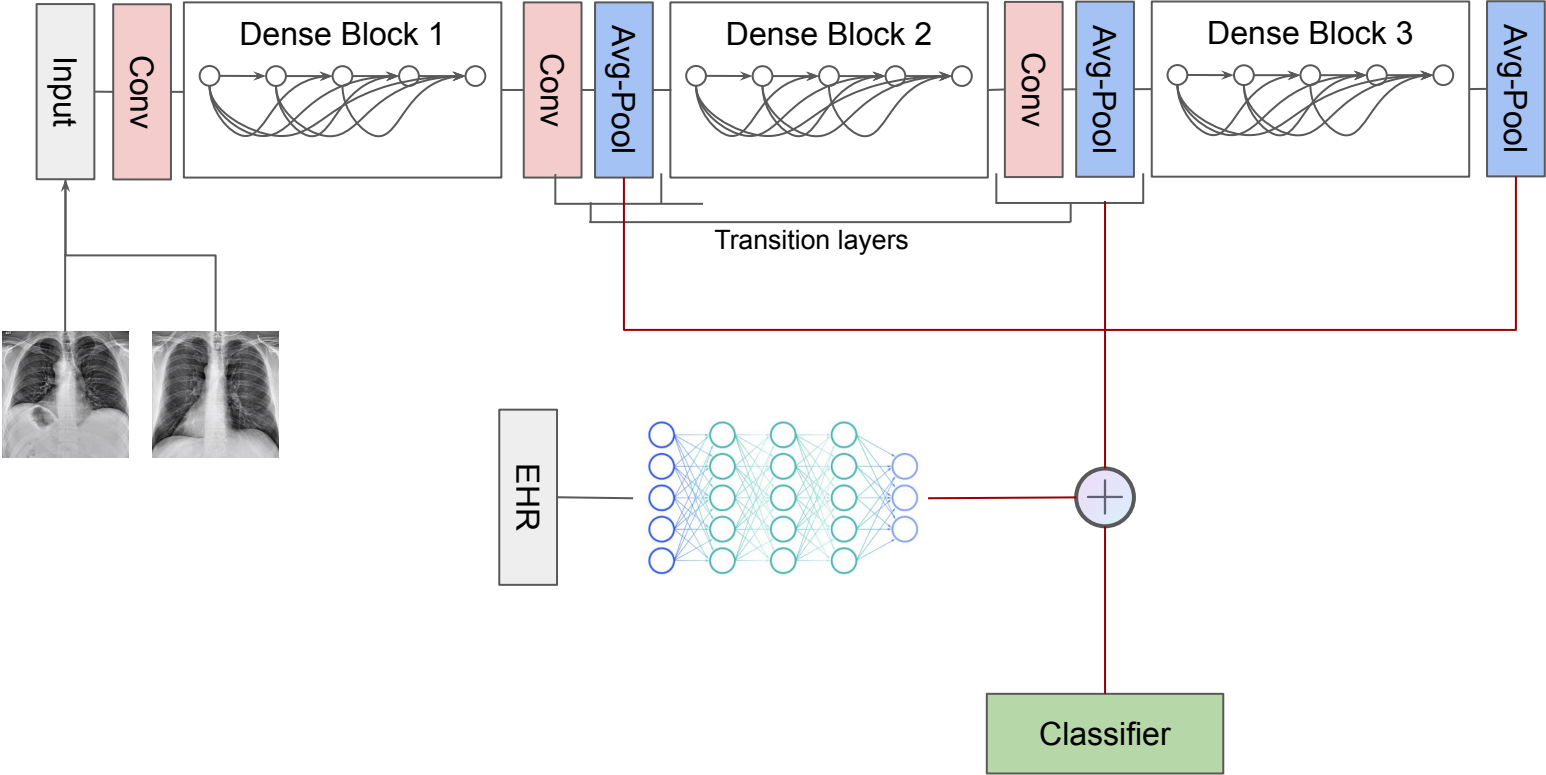 Input
Conv
Dense Block 1
Conv
Avg-Pool
Dense Block 2
Conv
Avg-Pool
Dense Block 3
Avg-Pool
Transition layers
EHR
Classifier